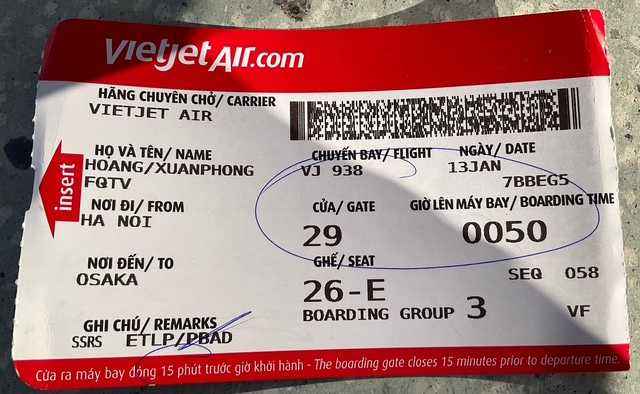 vietjetAir.com
HÃNG CHUYÊN CHỞ/ CARRIER
VIETJET AIR
HỌ VÀ TÊN/ NAME
HOANG/XUANPHONG
FQTV
CHUYẾN BAY/ FLIGHT
VJ 938
NGÀY/ DATE
13JAN
7BBEG5
insert
NƠI ĐI/ FROM
HA NOI
CỬA/ GATE
29
GIỜ LÊN MÁY BAY/ BOARDING TIME
0050
NƠI ĐẾN/ TO
OSAKA
GHẾ/ SEAT
26-E
SEQ 058
BOARDING GROUP 3
VF
GHI CHÚ/ REMARKS
SSRS ETLP/PBAD
Cửa ra máy bay đóng 15 phút trước giờ khởi hành - The boarding gate closes 15 minutes prior to departure time.